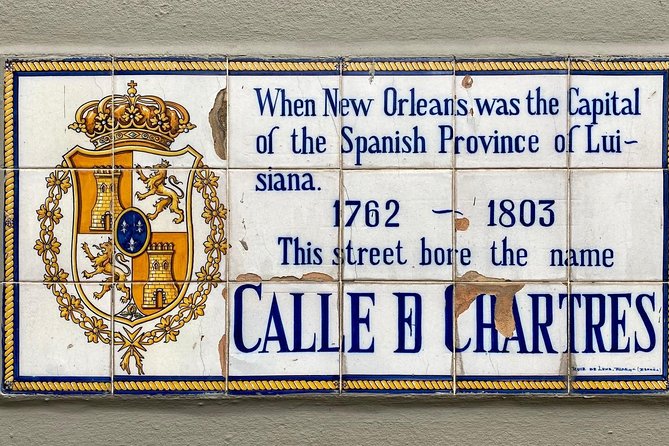 When New Orleans was the Capital
of the Spanish Province of Lui-
siana.
1762 ~ 1803
This street bore the name
CALLE D CHARTRES